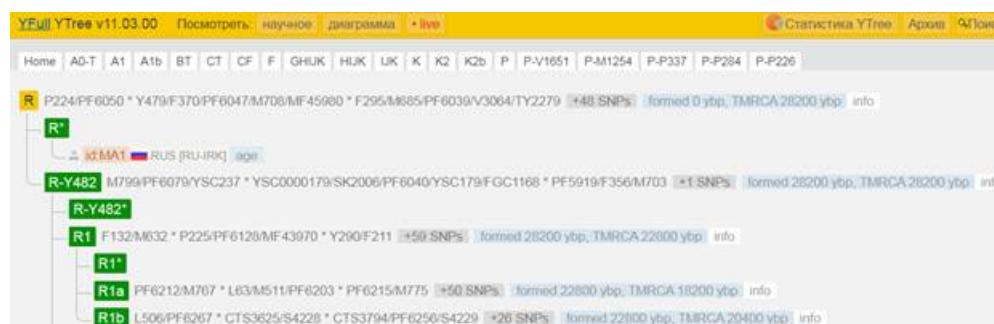 YFull YTree v11.03.00 Посмотреть: научное диаграмма • live Статистика YTree Архив
Home A0-T A1 A1b BT CT CF F GHIJK HIJK IJK K K2 K2b P P-V1651 P-M1254 P-P337 P-P284 P-P226
R P224/PF6050 * Y479/F370/PF6047/M708/MF45980 * F295/M685/PF6039/V3064/TY2279 +48 SNPs formed 0 ybp, TMRCA 28200 ybp info
R*
id:MA1 RUS [RU-IRK] age
R-Y482 M799/PF6079/YSC237 * YSC0000179/SK2006/PF6040/YSC179/FGC1168 * PF5919/F356/M703 +1 SNPs formed 28200 ybp, TMRCA 28200 ybp
R-Y482*
R1 F132/M632 * P225/PF6128/MF43970 * Y290/F211 +59 SNPs formed 28200 ybp, TMRCA 22800 ybp info
R1*
R1a PF6212/M767 * L63/M511/PF6203 * PF6215/M775 +50 SNPs formed 22800 ybp, TMRCA 18200 ybp info
R1b L506/PF6267 * CTS3625/S4228 * CTS3794/PF6256/S4229 +26 SNPs formed 22800 ybp, TMRCA 20400 ybp info